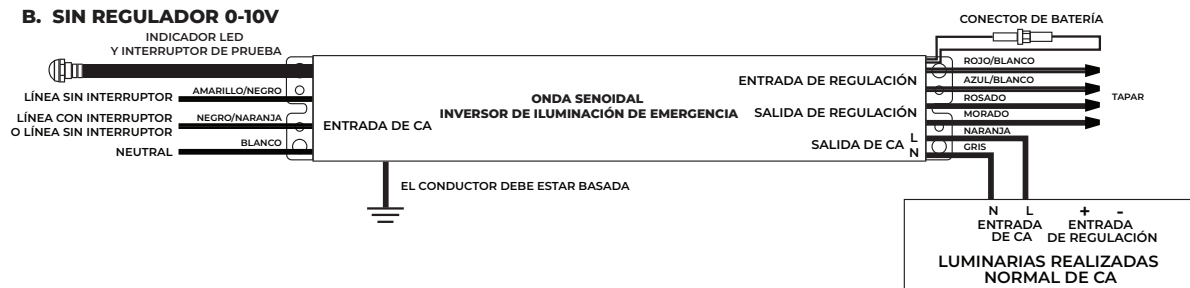 B. SIN REGULADOR 0-10V
INDICADOR LED
Y INTERRUPTOR DE PRUEBA
LÍNEA SIN INTERRUPTOR
AMARILLO/NEGRO
LÍNEA CON INTERRUPTOR
O LÍNEA SIN INTERRUPTOR
NEGRO/NARANJA
NEUTRAL
BLANCO
ENTRADA DE CA
ONDA SENOIDAL
INVERSOR DE ILUMINACIÓN DE EMERGENCIA
EL CONDUCTOR DEBE ESTAR BASADA
CONECTOR DE BATERÍA
ENTRADA DE REGULACIÓN
ROJO/BLANCO
AZUL/BLANCO
SALIDA DE REGULACIÓN
ROSADO
MORADO
TAPAR
SALIDA DE CA
L
N
NARANJA
GRIS
N L + -
ENTRADA
DE CA
ENTRADA
DE REGULACIÓN
LUMINARIAS REALIZADAS
NORMAL DE CA